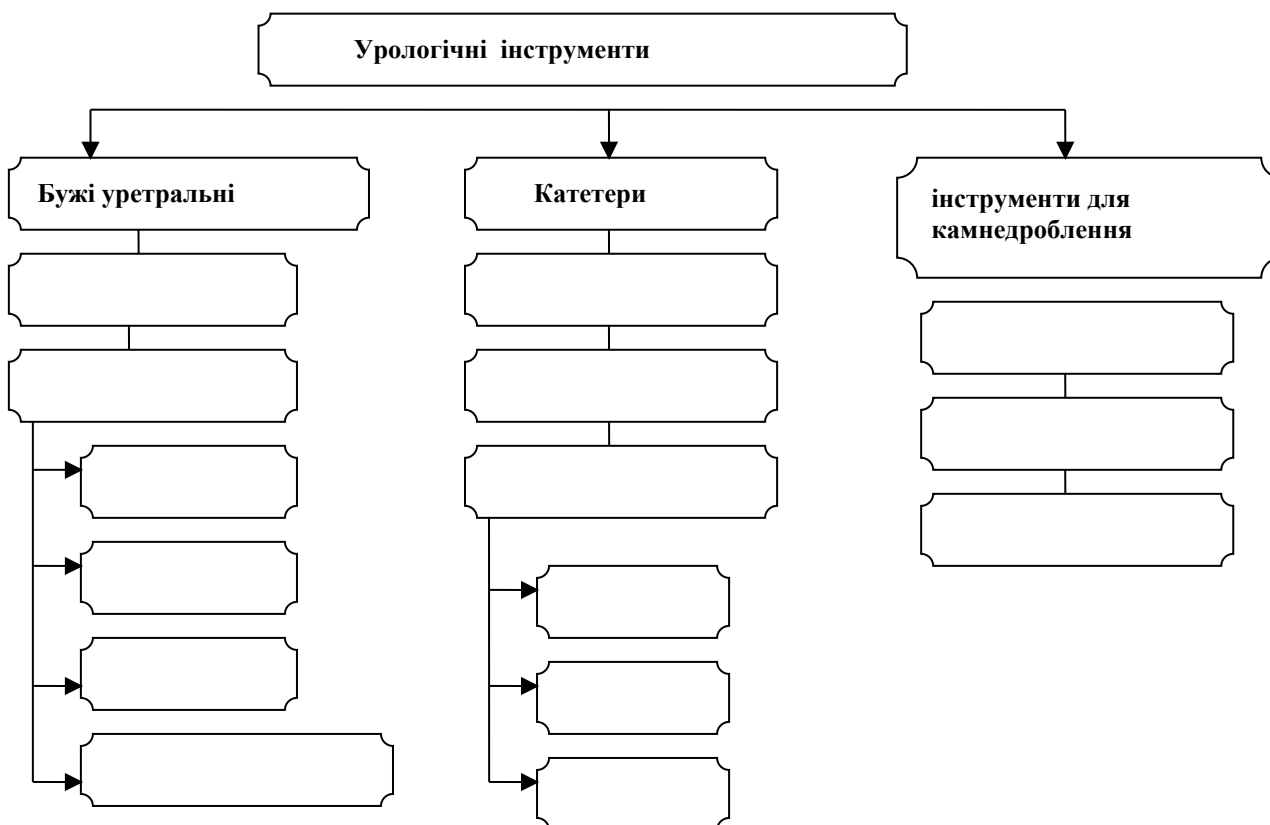 Урологічні інструменти
Бужі уретральні
Катетери
інструменти для
камнедроблення